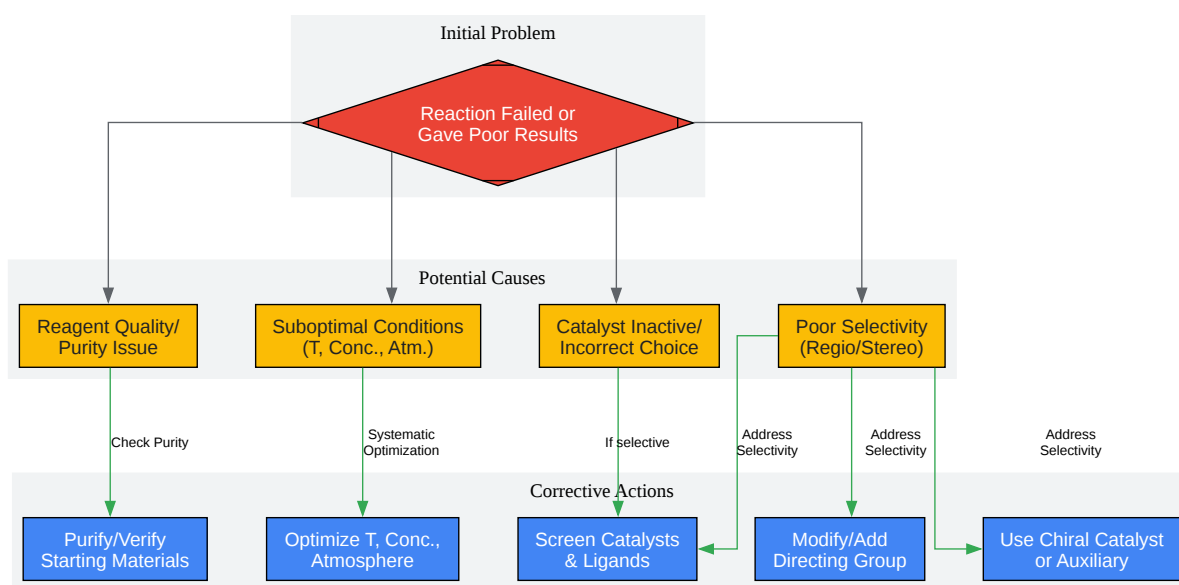 Initial Problem
Reaction Failed or
Gave Poor Results
Potential Causes
Reagent Quality/
Purity Issue
Suboptimal Conditions
(T, Conc., Atm.)
Catalyst Inactive/
Incorrect Choice
Poor Selectivity
(Regio/Stereo)
Check Purity
Systematic
Optimization
If selective
Address
Selectivity
Address
Selectivity
Address
Selectivity
Corrective Actions
Purify/Verify
Starting Materials
Optimize T, Conc.,
Atmosphere
Screen Catalysts
& Ligands
Modify/Add
Directing Group
Use Chiral Catalyst
or Auxiliary